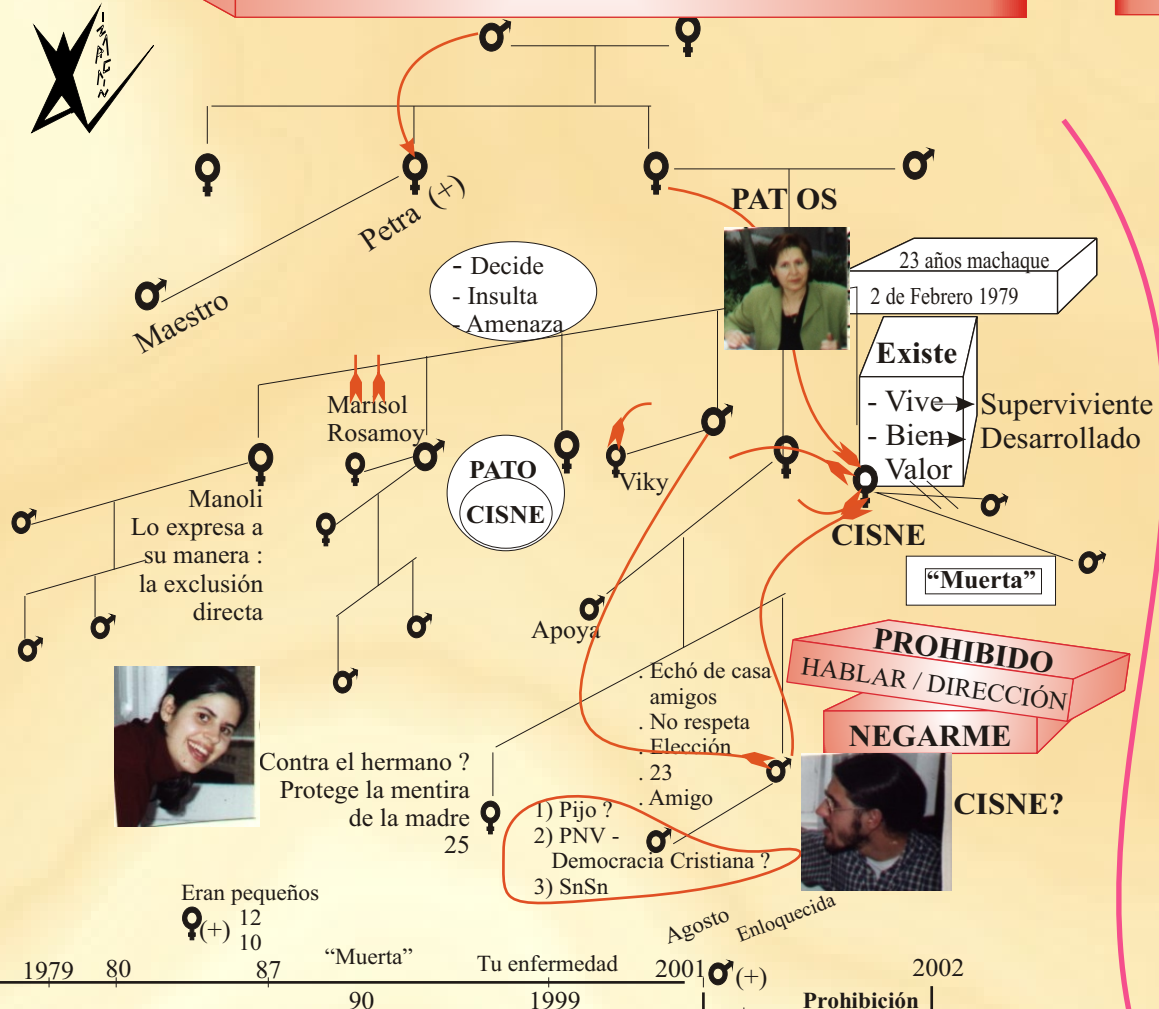 IMAGIN
Petra (+)
PATOS
Maestro
- Decide
- Insulta
- Amenaza
23 años machaque
2 de Febrero 1979
Existe
- Vive
- Bien
Valor
Superviviente
Desarrollado
Marisol
Rosamoy
PATO
CISNE
Viky
CISNE
“Muerta”
Manoli
Lo expresa a
su manera :
la exclusión
directa
Apoya
PROHIBIDO
HABLAR / DIRECCIÓN
NEGARME
. Echó de casa
amigos
. No respeta
. Elección
. 23
. Amigo
Contra el hermano ?
Protege la mentira
de la madre
25
1) Pijo ?
2) PNV -
Democracia Cristiana ?
3) SnSn
CISNE?
Eran pequeños
(+) 12
10
Agosto Enloquecida
1979 80 87 “Muerta” Tu enfermedad 2001 (+) 2002
90 1999 Prohibición